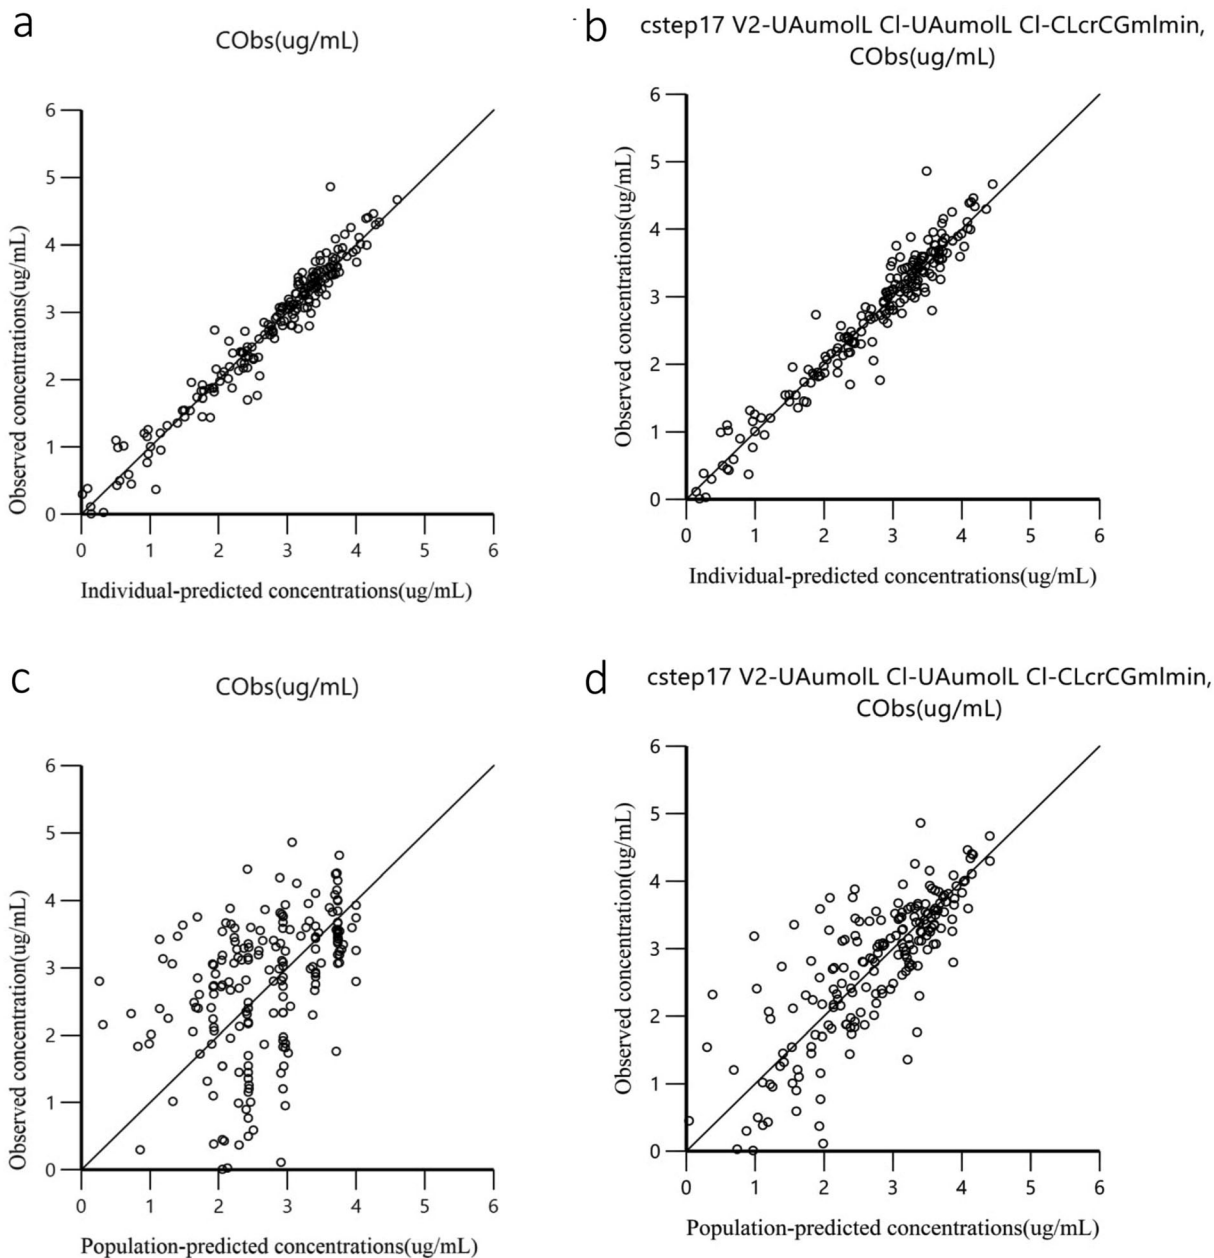 a
CObs(ug/mL)
6
5
4
3
2
1
0
0 1 2 3 4 5 6
Observed concentrations(ug/mL)
Individual-predicted concentrations(ug/mL)
b
cstep17 V2-UAumolL Cl-UAumolL Cl-CLcrCGmlmin,
CObs(ug/mL)
6
5
4
3
2
1
0
0 1 2 3 4 5 6
Observed concentrations(ug/mL)
Individual-predicted concentrations(ug/mL)
c
CObs(ug/mL)
6
5
4
3
2
1
0
0 1 2 3 4 5 6
Observed concentration(ug/mL)
Population-predicted concentrations(ug/mL)
d
cstep17 V2-UAumolL Cl-UAumolL Cl-CLcrCGmlmin,
CObs(ug/mL)
6
5
4
3
2
1
0
0 1 2 3 4 5 6
Observed concentration(ug/mL)
Population-predicted concentrations(ug/mL)